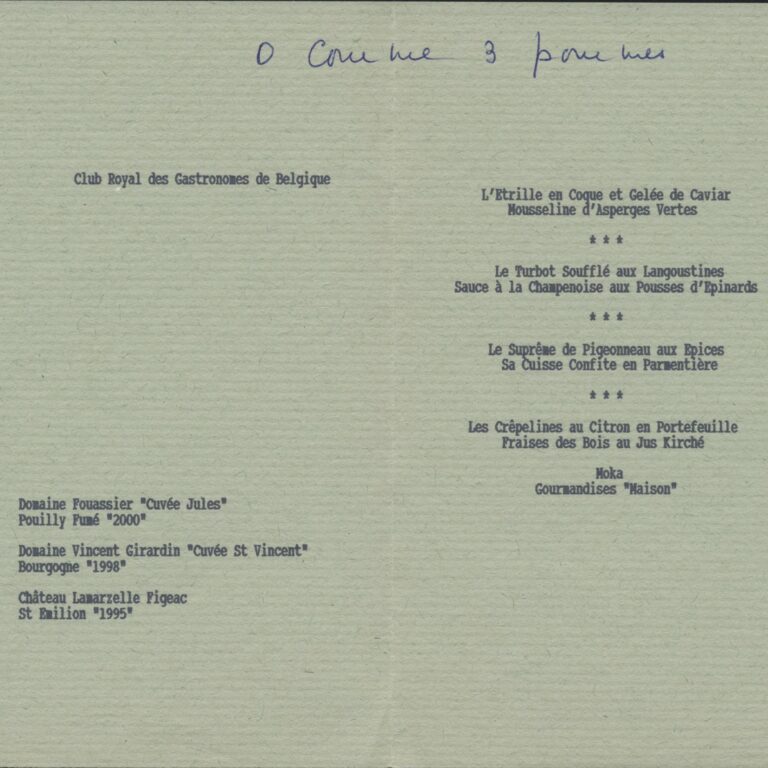 O Comme 3 pommes
Club Royal des Gastronomes de Belgique
L'Etrille en Coque et Gelée de Caviar
Mousseline d'Asperges Vertes
* * *
Le Turbot Soufflé aux Langoustines
Sauce à la Champenoise aux Pousses d'Epinards
* * *
Le Suprême de Pigeonneau aux Epices
Sa Cuisse Confite en Parmentière
* * *
Les Crêpelines au Citron en Portefeuille
Fraises des Bois au Jus Kirché
Moka
Gourmandises "Maison"
Domaine Fouassier "Cuvée Jules"
Pouilly Fumé "2000"
Domaine Vincent Girardin "Cuvée St Vincent"
Bourgogne "1998"
Château Lamarzelle Figeac
St Emilion "1995"